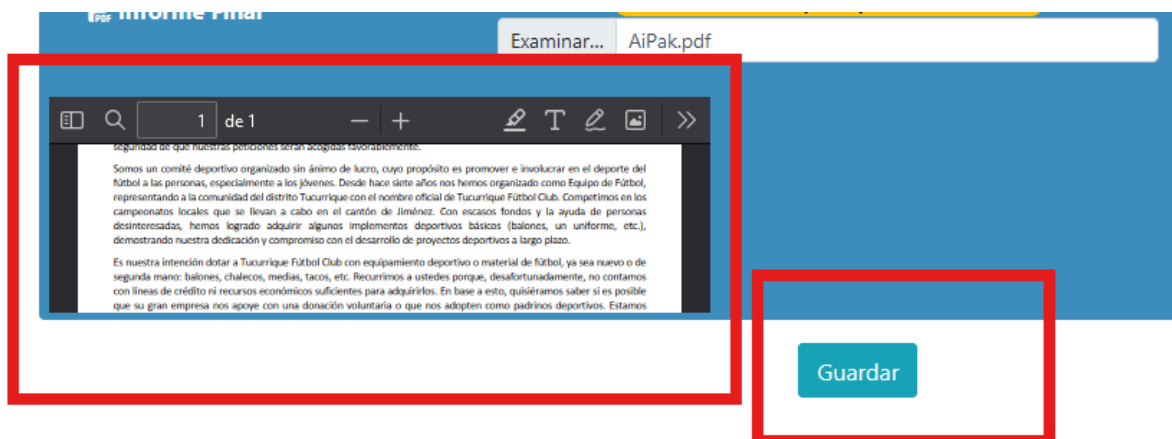 PDF Informe Final
Examinar... AiPak.pdf
1 de 1
seguridad de que nuestras peticiones serán acogidas favorablemente.
Somos un comité deportivo organizado sin ánimo de lucro, cuyo propósito es promover e involucrar en el deporte del
fútbol a las personas, especialmente a los jóvenes. Desde hace siete años nos hemos organizado como Equipo de Fútbol,
representando a la comunidad del distrito Tucurrique con el nombre oficial de Tucurrique Fútbol Club. Competimos en los
campeonatos locales que se llevan a cabo en el cantón de Jiménez. Con escasos fondos y la ayuda de personas
desinteresadas, hemos logrado adquirir algunos implementos deportivos básicos (balones, un uniforme, etc.),
demostrando nuestra dedicación y compromiso con el desarrollo de proyectos deportivos a largo plazo.
Es nuestra intención dotar a Tucurrique Fútbol Club con equipamiento deportivo o material de fútbol, ya sea nuevo o de
segunda mano: balones, chalecos, medias, tacos, etc. Recurrimos a ustedes porque, desafortunadamente, no contamos
con líneas de crédito ni recursos económicos suficientes para adquirirlos. En base a esto, quisiéramos saber si es posible
que su gran empresa nos apoye con una donación voluntaria o que nos adopten como padrinos deportivos. Estamos
Guardar